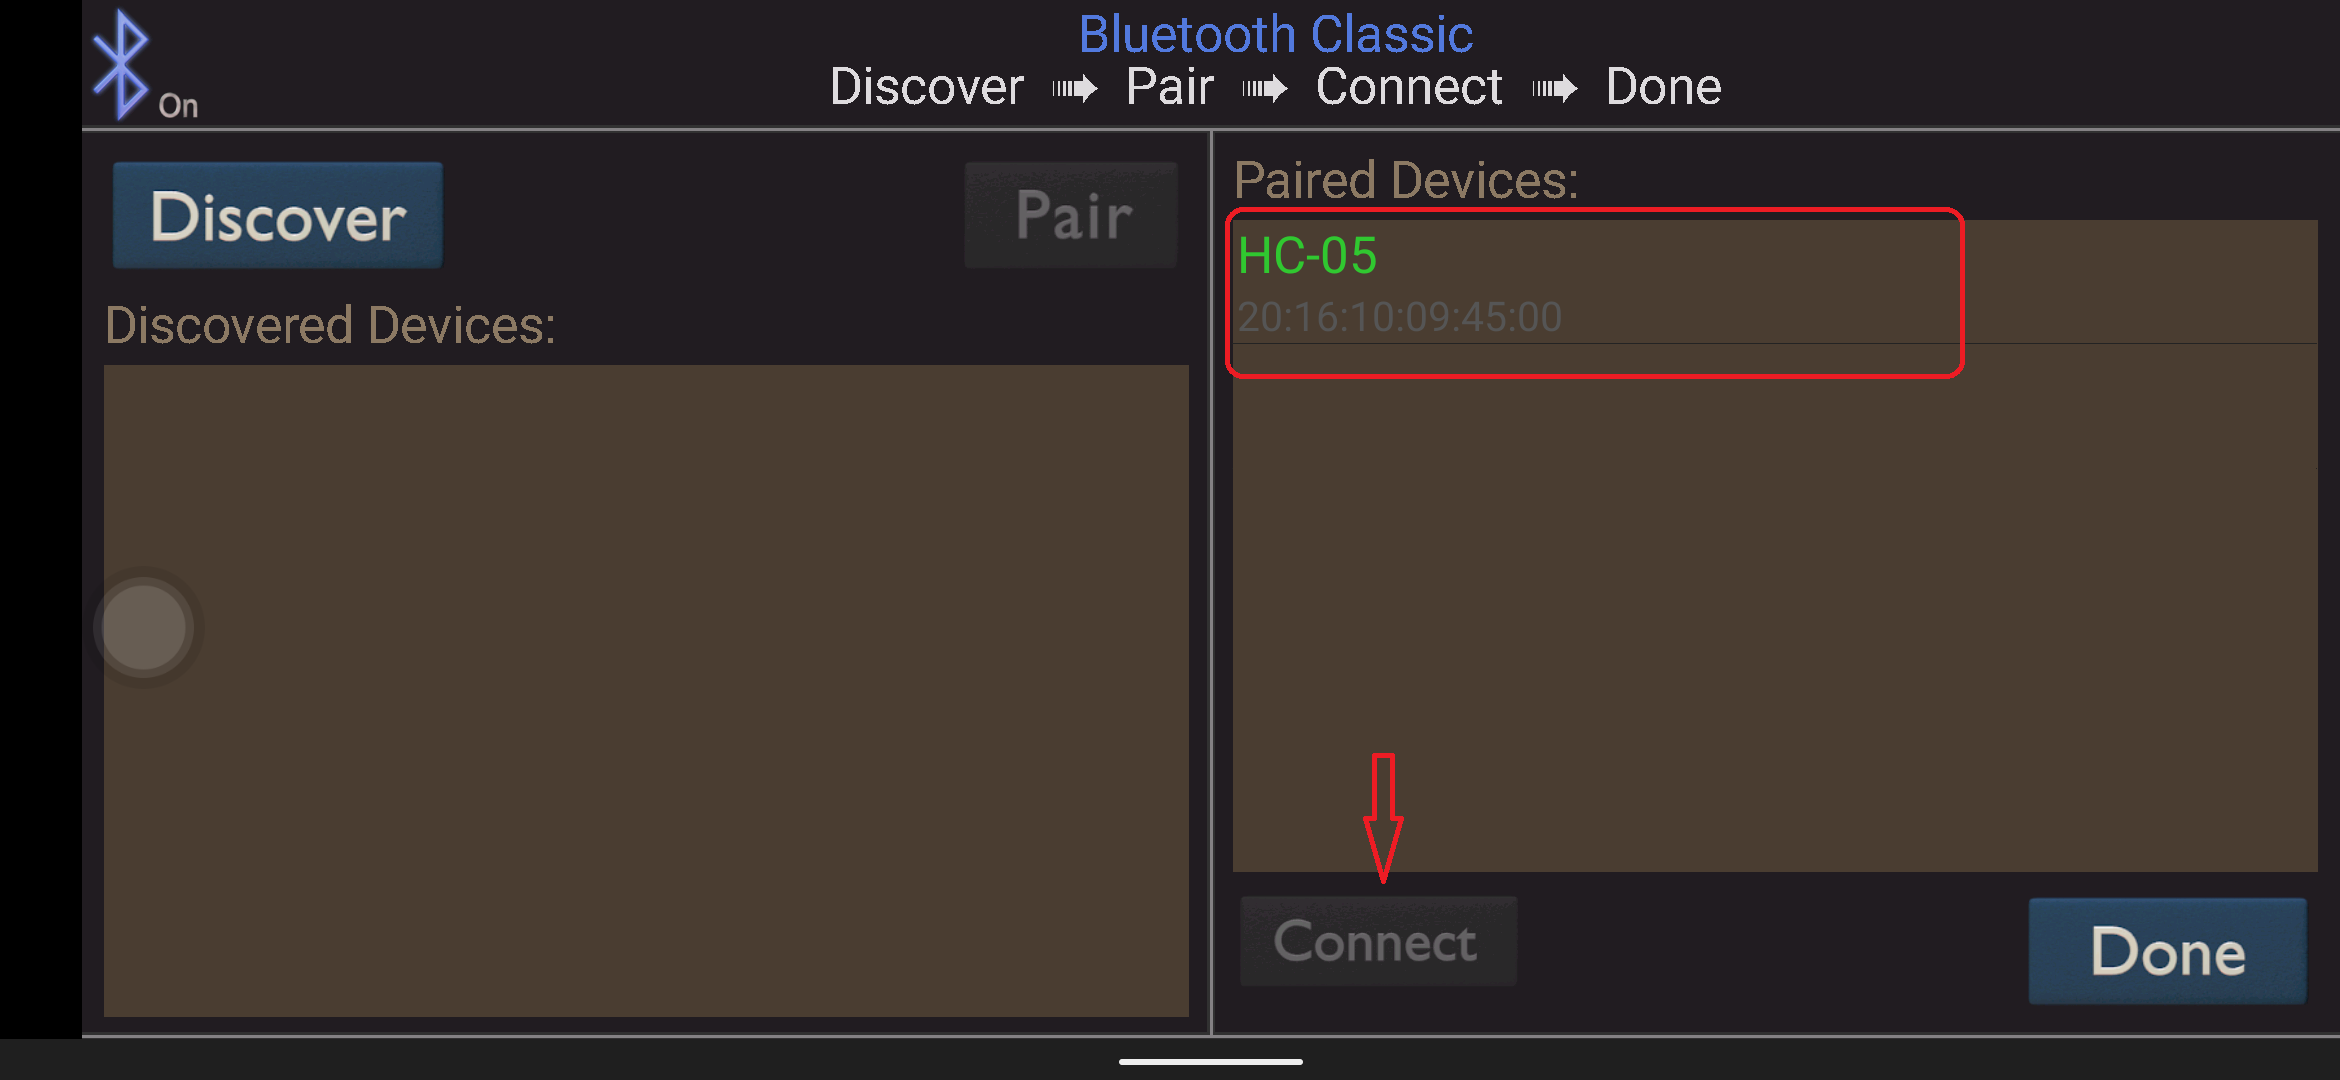 On
Bluetooth Classic
Discover ➠ Pair ➠ Connect ➠ Done
Discover
Pair
Discovered Devices:
Paired Devices:
HC-05
20:16:10:09:45:00
Connect
Done